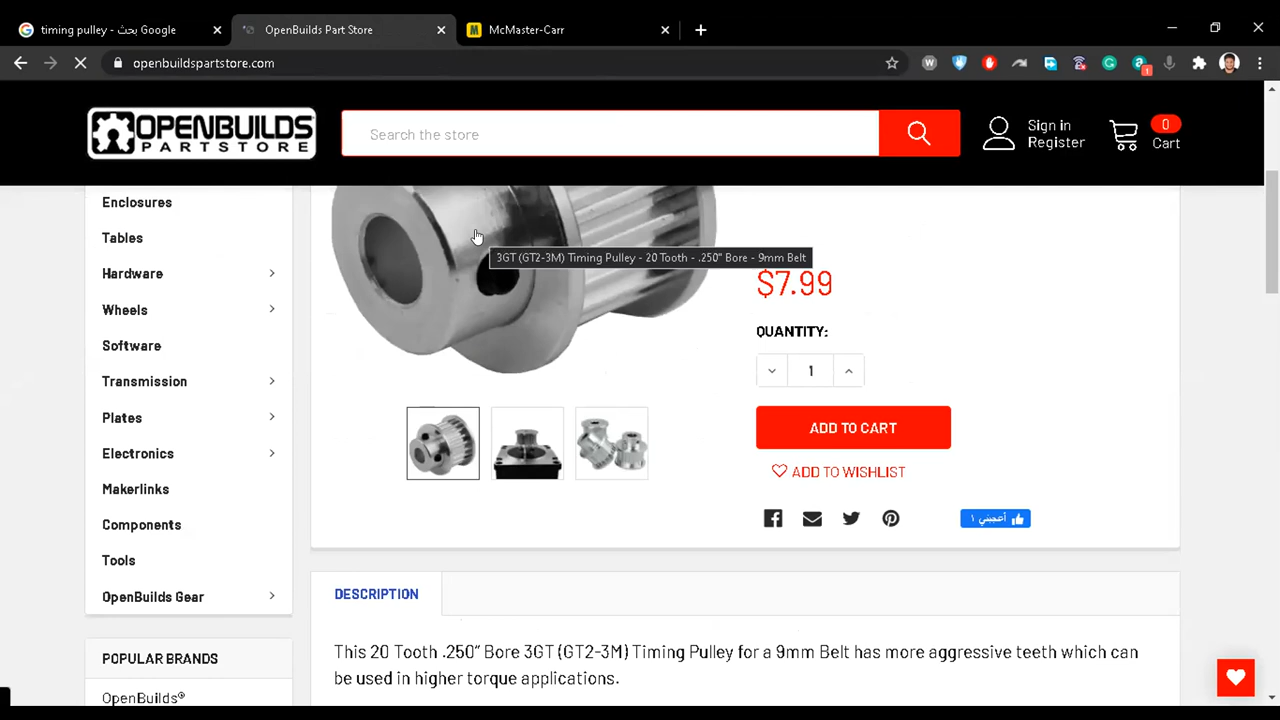 timing pulley - بحث Google
OpenBuilds Part Store
McMaster-Carr
openbuildspartstore.com
1
OPENBUILDS
PARTSTORE
Search the store
Sign in
Register
0
Cart
Enclosures
Tables
Hardware
Wheels
Software
Transmission
Plates
Electronics
Makerlinks
Components
Tools
OpenBuilds Gear
POPULAR BRANDS
OpenBuilds®
3GT (GT2-3M) Timing Pulley - 20 Tooth - .250" Bore - 9mm Belt
$7.99
QUANTITY:
1
ADD TO CART
ADD TO WISHLIST
أعجبني ١
DESCRIPTION
This 20 Tooth .250” Bore 3GT (GT2-3M) Timing Pulley for a 9mm Belt has more aggressive teeth which can
be used in higher torque applications.